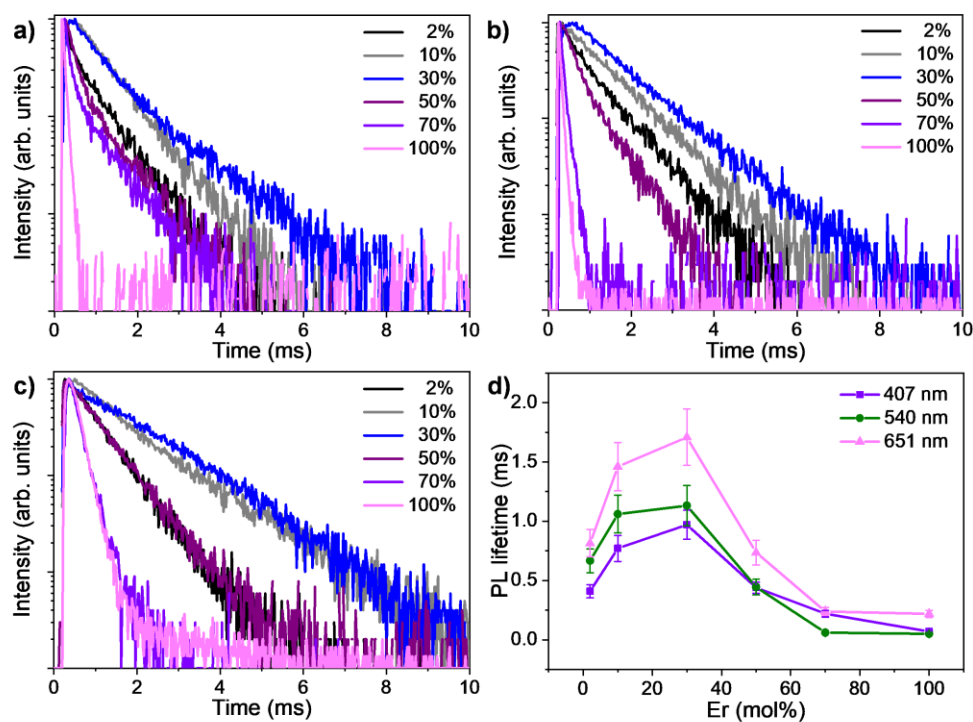 a)
2%
10%
30%
50%
70%
100%
Intensity (arb. units)
0 2 4 6 8 10
Time (ms)
b)
2%
10%
30%
50%
70%
100%
Intensity (arb. units)
0 2 4 6 8 10
Time (ms)
c)
2%
10%
30%
50%
70%
100%
Intensity (arb. units)
0 2 4 6 8 10
Time (ms)
d)
407 nm
540 nm
651 nm
PL lifetime (ms)
2.0
1.5
1.0
0.5
0.0
0 20 40 60 80 100
Er (mol%)